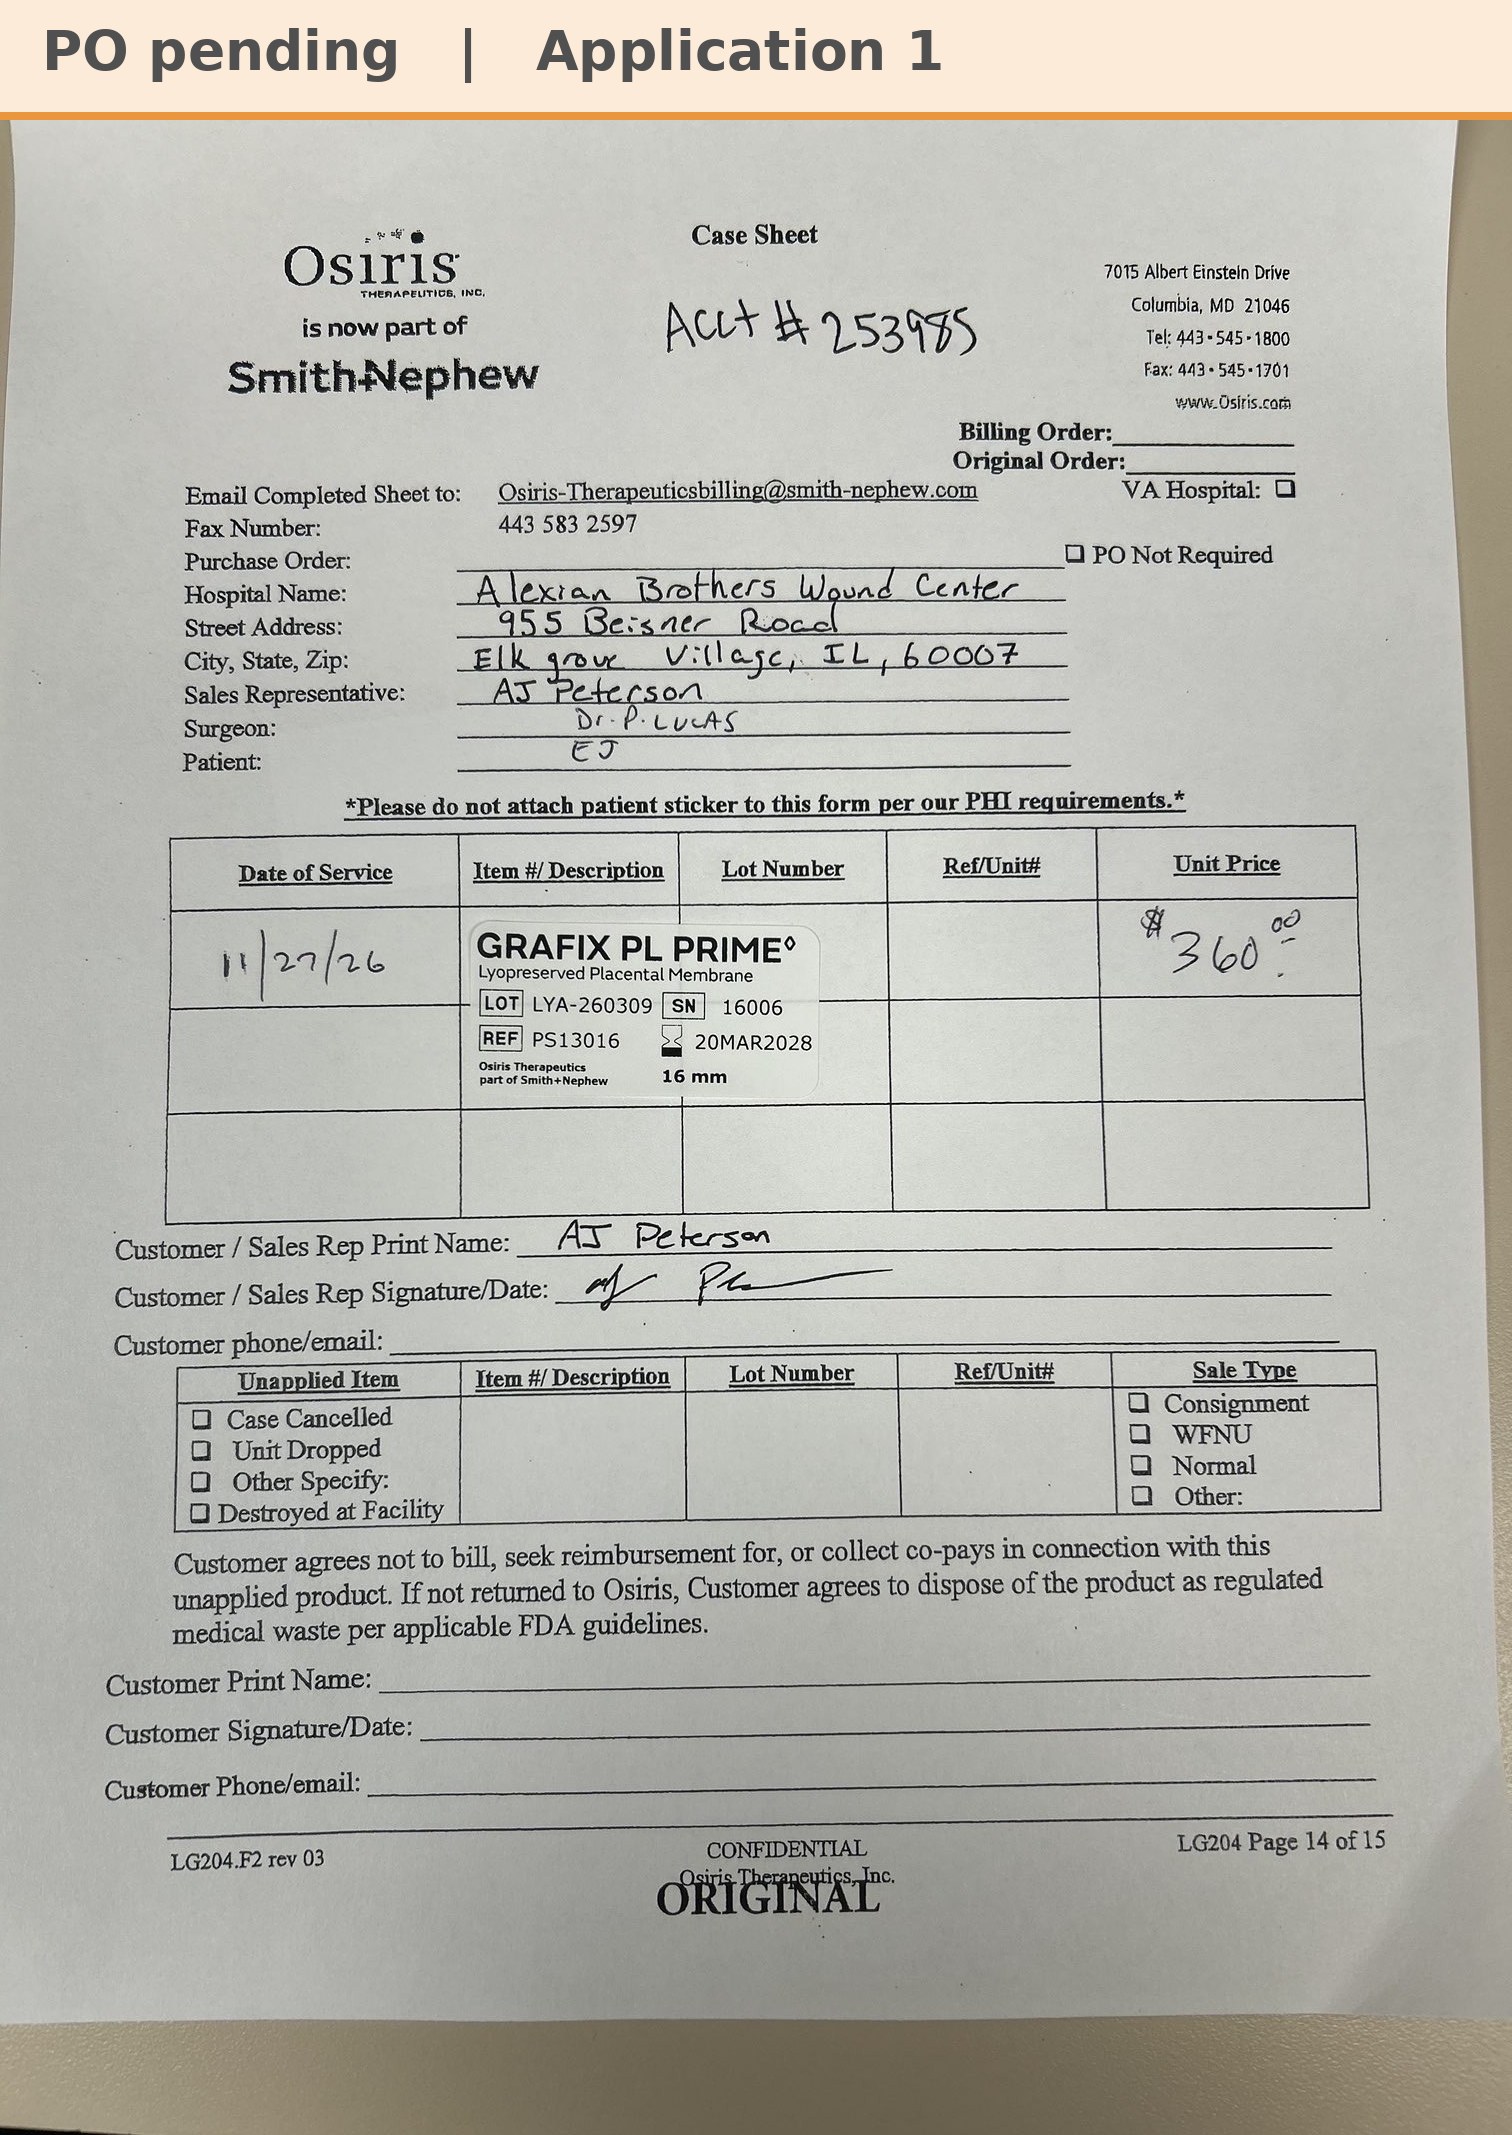 PO pending | Application 1
Case Sheet
Osiris
THERAPEUTICS, INC.
is now part of
Smith+Nephew
Acct # 253985
7015 Albert Einstein Drive
Columbia, MD 21046
Tel: 443-545-1800
Fax: 443-545-1701
www.Osiris.com
Billing Order:
Original Order:
Email Completed Sheet to: Osiris-Therapeuticsbilling@smith-nephew.com VA Hospital: ☐
Fax Number: 443 583 2597
Purchase Order: ☐ PO Not Required
Hospital Name: Alexian Brothers Wound Center
Street Address: 955 Beisner Road
City, State, Zip: Elk grove Village, IL, 60007
Sales Representative: AJ Peterson
Surgeon: Dr. P. LUCAS
Patient: EJ
*Please do not attach patient sticker to this form per our PHI requirements.*
Date of Service Item #/ Description Lot Number Ref/Unit# Unit Price
11/27/26 $360.00
GRAFIX PL PRIME◊
Lyopreserved Placental Membrane
LOT LYA-260309 SN 16006
REF PS13016 20MAR2028
Osiris Therapeutics
part of Smith+Nephew 16 mm
Customer / Sales Rep Print Name: AJ Peterson
Customer / Sales Rep Signature/Date:
Customer phone/email:
Unapplied Item Item #/ Description Lot Number Ref/Unit# Sale Type
☐ Case Cancelled ☐ Consignment
☐ Unit Dropped ☐ WFNU
☐ Other Specify: ☐ Normal
☐ Destroyed at Facility ☐ Other:
Customer agrees not to bill, seek reimbursement for, or collect co-pays in connection with this
unapplied product. If not returned to Osiris, Customer agrees to dispose of the product as regulated
medical waste per applicable FDA guidelines.
Customer Print Name:
Customer Signature/Date:
Customer Phone/email:
LG204.F2 rev 03 CONFIDENTIAL LG204 Page 14 of 15
Osiris Therapeutics, Inc.
ORIGINAL